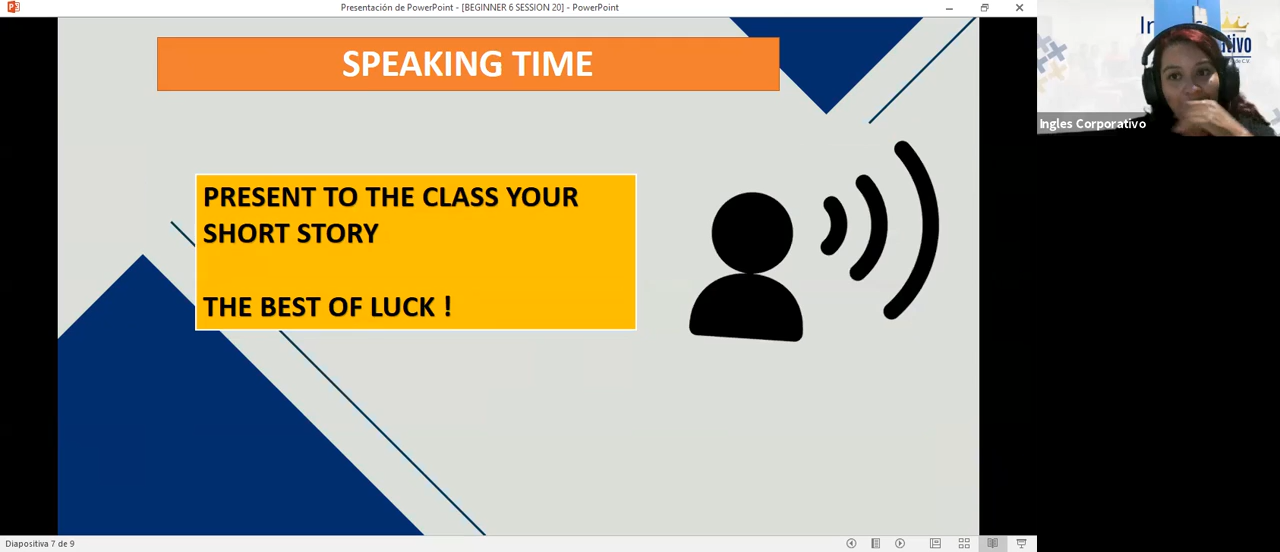 Presentación de PowerPoint - [BEGINNER 6 SESSION 20] - PowerPoint
SPEAKING TIME
PRESENT TO THE CLASS YOUR
SHORT STORY
THE BEST OF LUCK !
Ingles Corporativo
Diapositiva 7 de 9